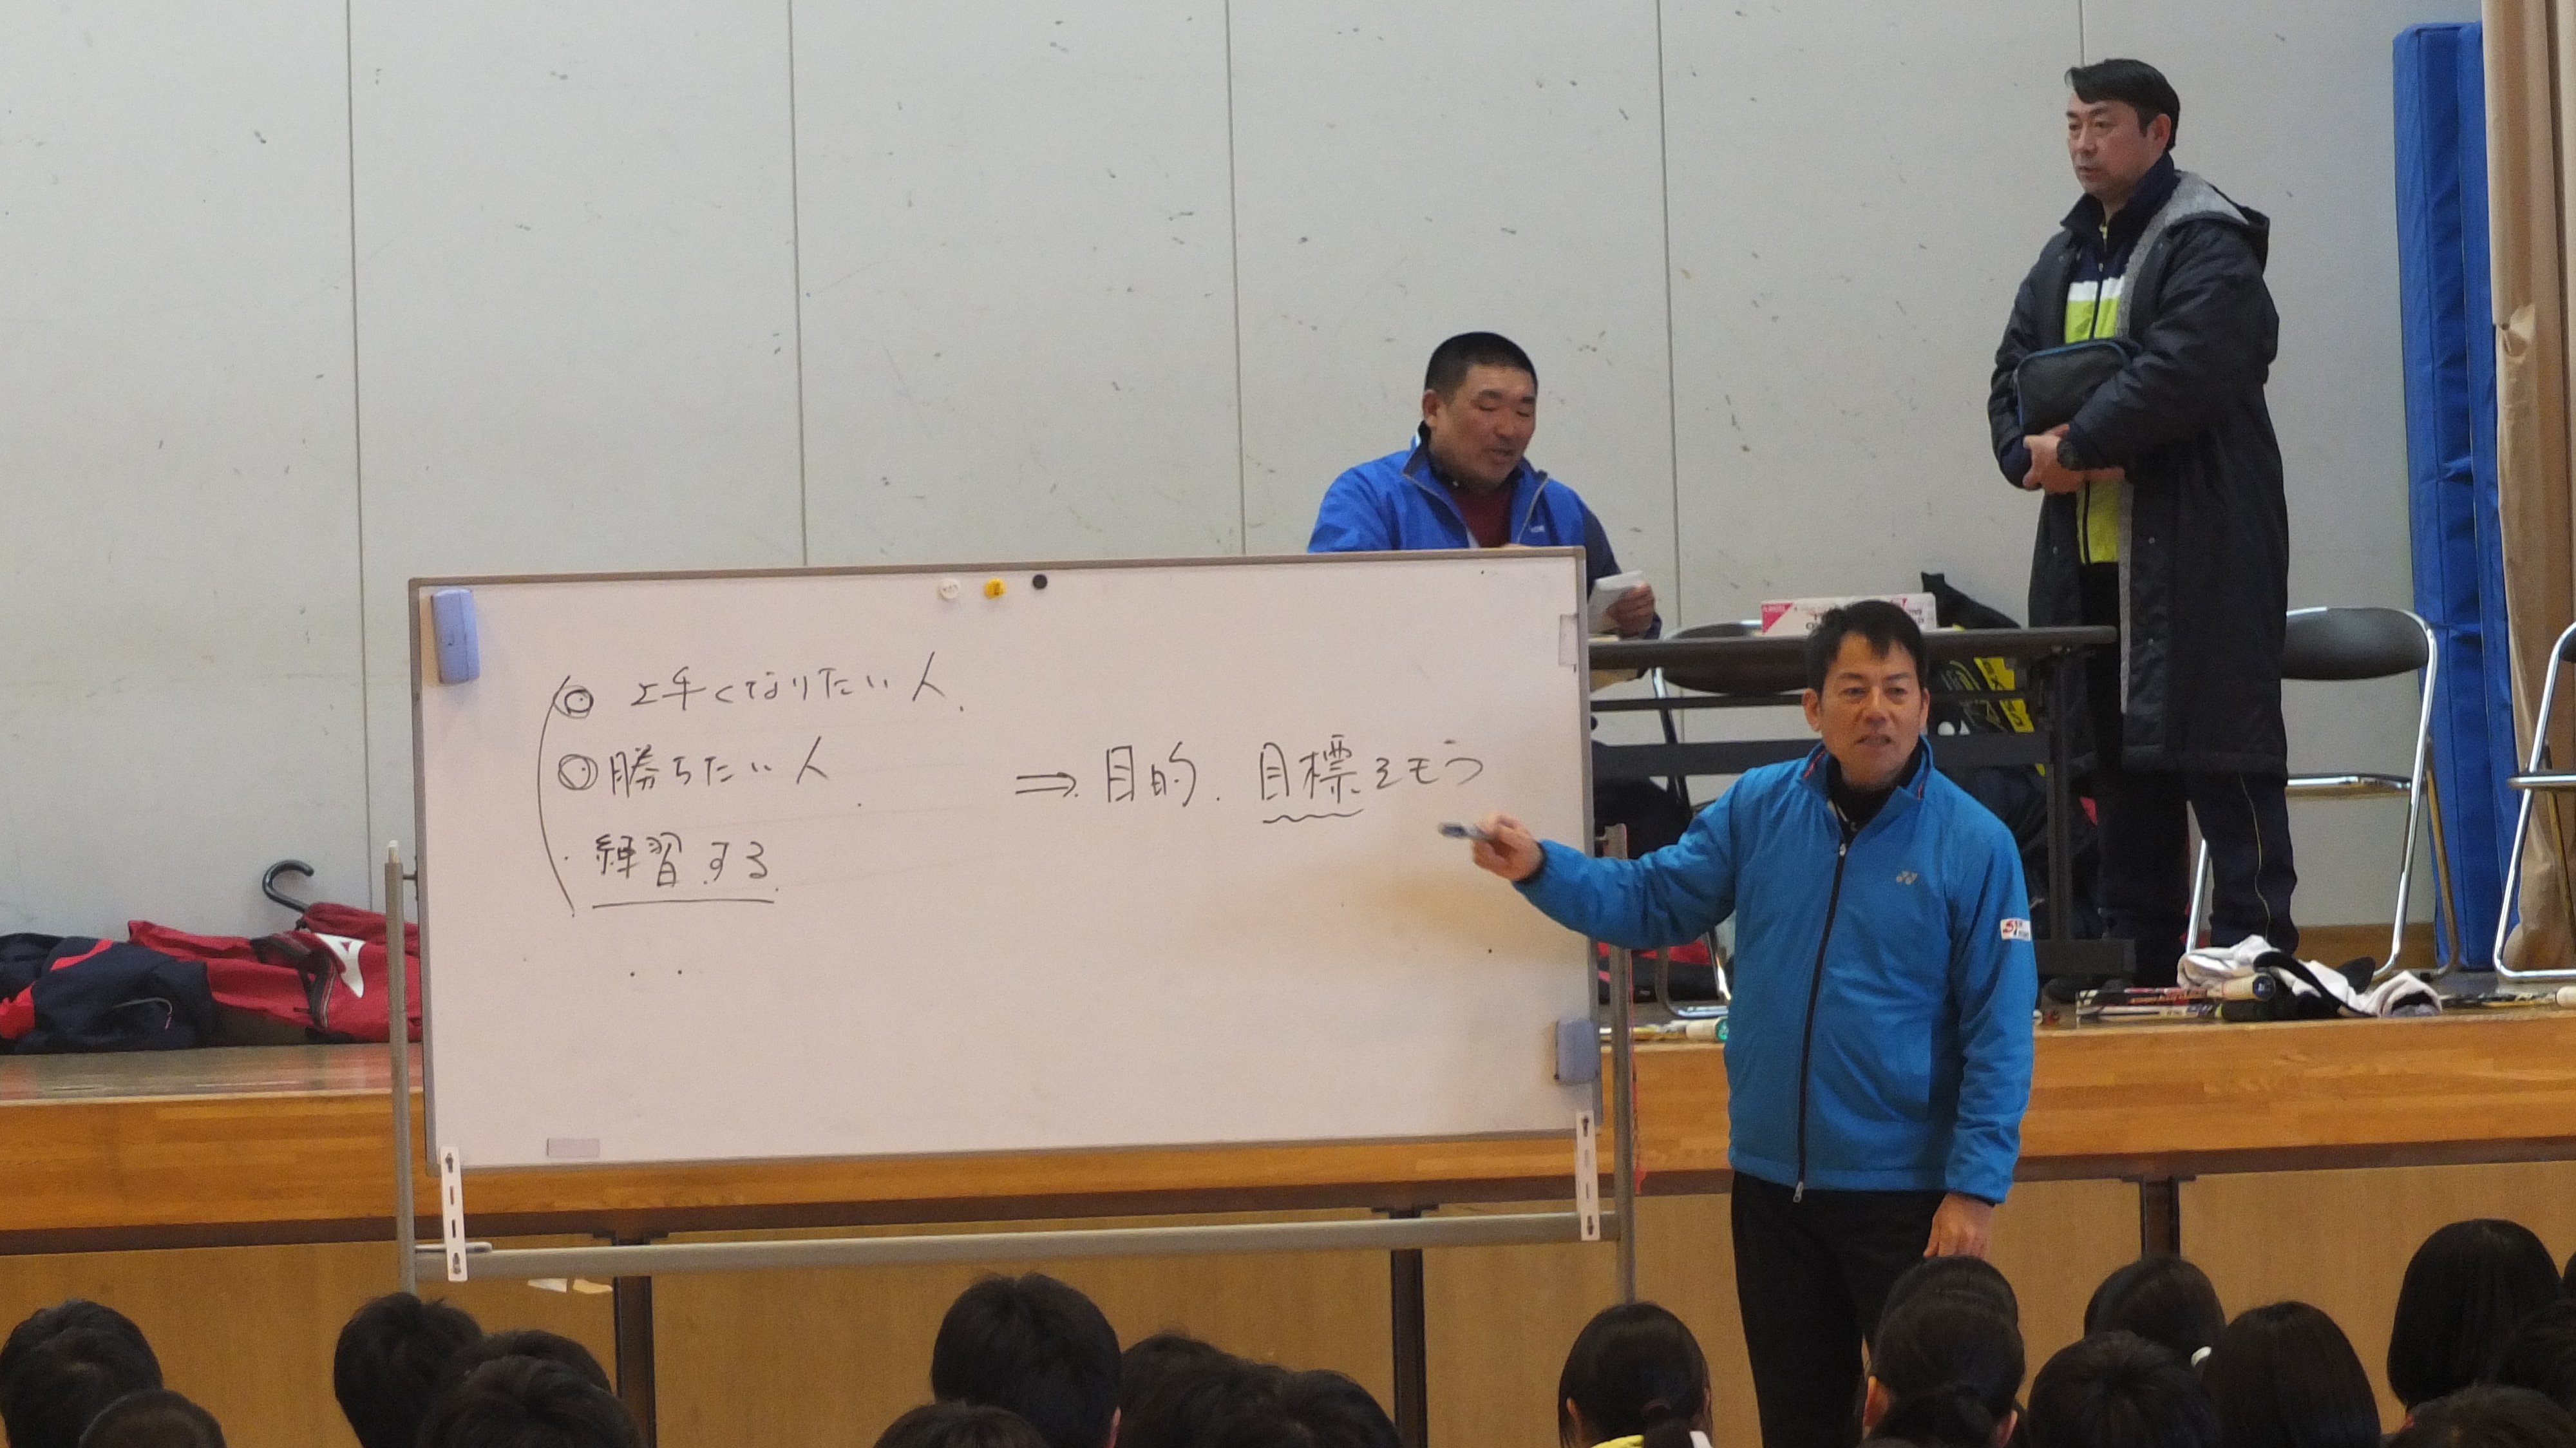 ◎ 上手くなりたい人.
◎ 勝ちたい人.
⇒ 目的. 目標をもう
・練習する